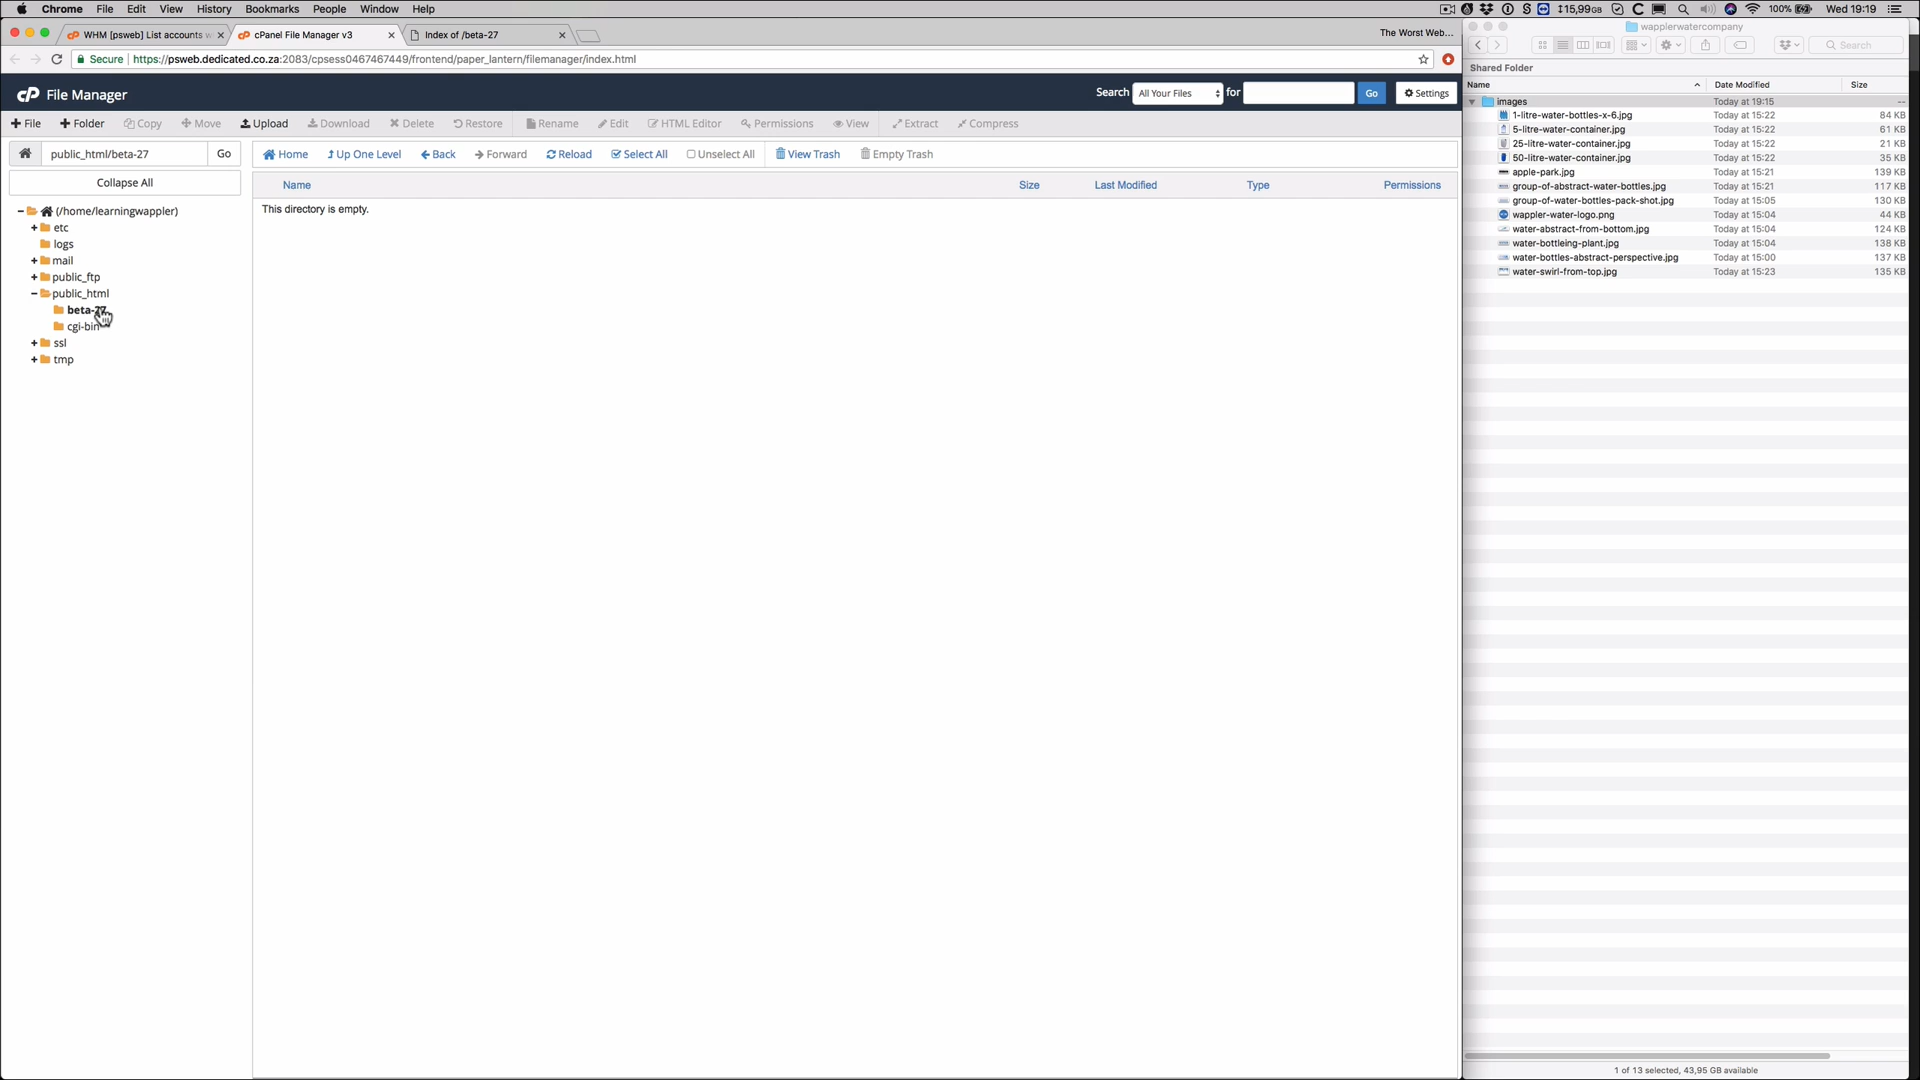 Chrome File Edit View History Bookmarks People Window Help
15,99GB 100% Wed 19:19
WHM [psweb] List accounts w
cPanel File Manager v3
Index of /beta-27
The Worst Web...
wapplerwatercompany
Secure https://psweb.dedicated.co.za:2083/cpsess0467467449/frontend/paper_lantern/filemanager/index.html
Search
Shared Folder
cP File Manager
Search All Your Files for Go Settings
File Folder Copy Move Upload Download Delete Restore Rename Edit HTML Editor Permissions View Extract Compress
public_html/beta-27 Go
Home Up One Level Back Forward Reload Select All Unselect All View Trash Empty Trash
Collapse All
(/home/learningwappler)
etc
logs
mail
public_ftp
public_html
beta-27
cgi-bin
ssl
tmp
Name Size Last Modified Type Permissions
This directory is empty.
Name Date Modified Size
images Today at 19:15 --
1-litre-water-bottles-x-6.jpg Today at 15:22 84 KB
5-litre-water-container.jpg Today at 15:22 61 KB
25-litre-water-container.jpg Today at 15:22 21 KB
50-litre-water-container.jpg Today at 15:22 35 KB
apple-park.jpg Today at 15:21 139 KB
group-of-abstract-water-bottles.jpg Today at 15:21 117 KB
group-of-water-bottles-pack-shot.jpg Today at 15:05 130 KB
wappler-water-logo.png Today at 15:04 44 KB
water-abstract-from-bottom.jpg Today at 15:04 124 KB
water-bottleing-plant.jpg Today at 15:04 138 KB
water-bottles-abstract-perspective.jpg Today at 15:00 137 KB
water-swirl-from-top.jpg Today at 15:23 135 KB
1 of 13 selected, 43,95 GB available